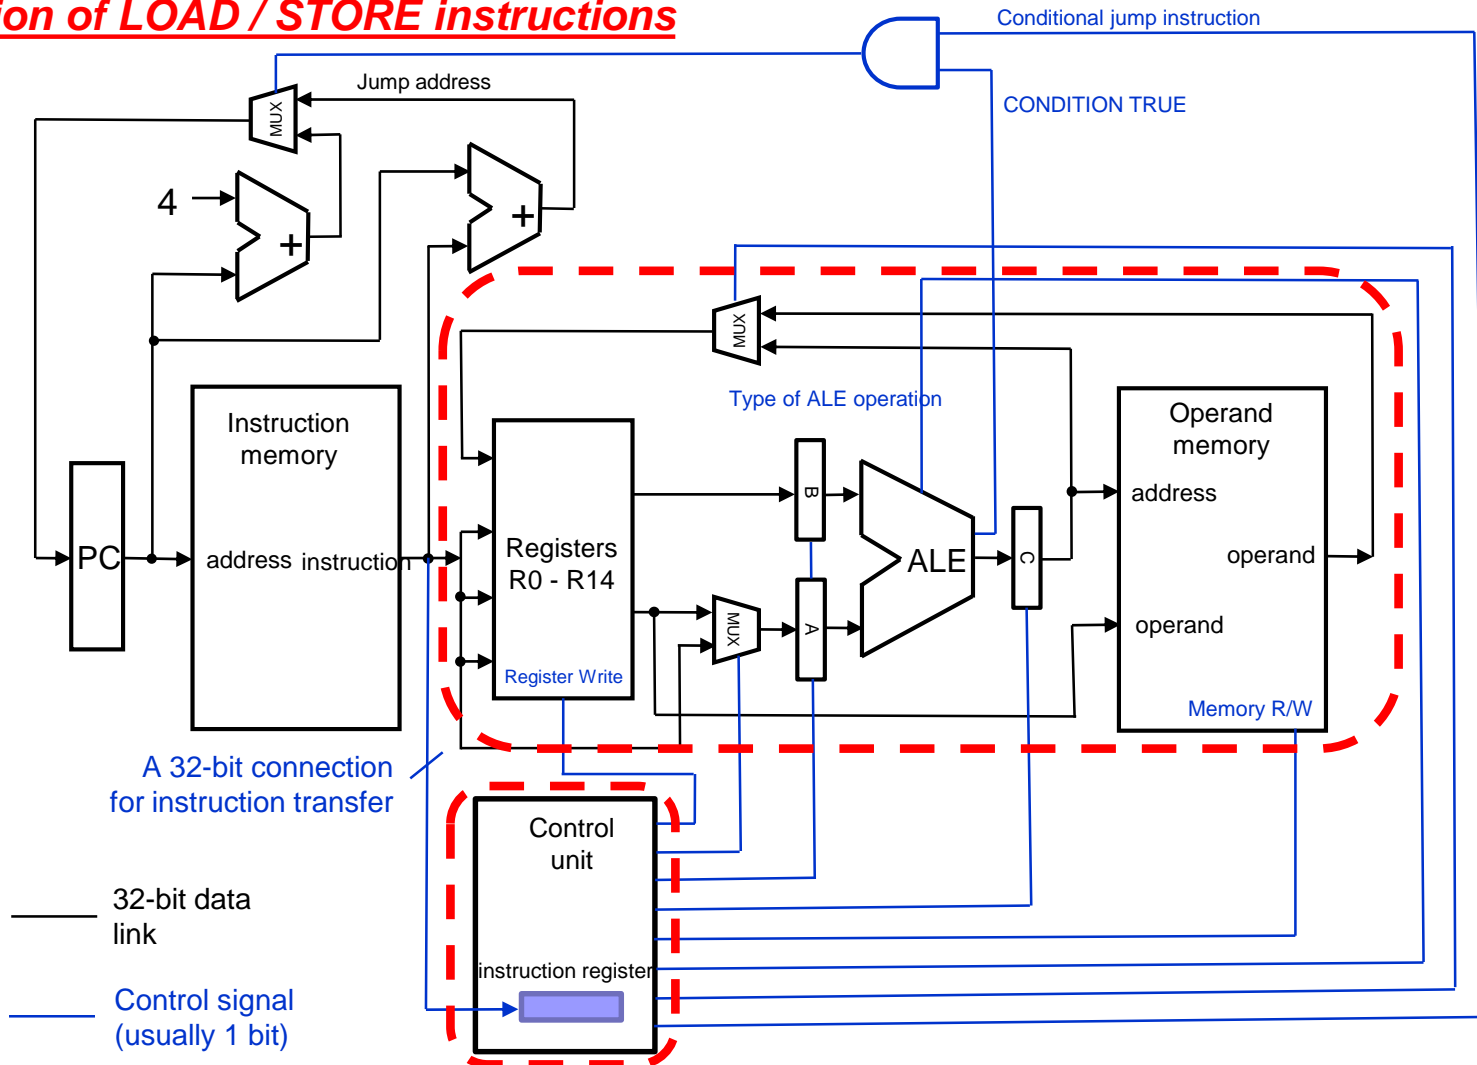 ion of LOAD / STORE instructions
Conditional jump instruction
Jump address
MUX
CONDITION TRUE
4
+
+
MUX
Type of ALE operation
Instruction
memory
Operand
memory
B
address
PC
address
instruction
Registers
R0 - R14
ALE
C
operand
MUX
A
operand
Register Write
Memory R/W
A 32-bit connection
for instruction transfer
Control
unit
32-bit data
link
instruction register
Control signal
(usually 1 bit)